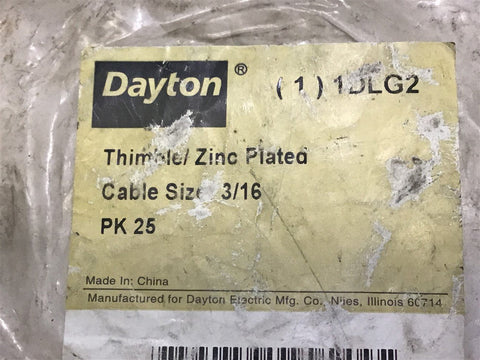 Dayton® (1) 1DLG2
Thimble/ Zinc Plated
Cable Size 3/16
PK 25
Made In: China
Manufactured for Dayton Electric Mfg. Co., Niles, Illinois 60714